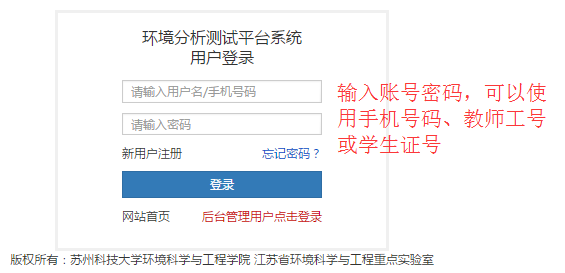 环境分析测试平台系统
用户登录
请输入用户名/手机号码
请输入密码
新用户注册 忘记密码？
登录
网站首页 后台管理用户点击登录
输入账号密码，可以使
用手机号码、教师工号
或学生证号
版权所有：苏州科技大学环境科学与工程学院 江苏省环境科学与工程重点实验室